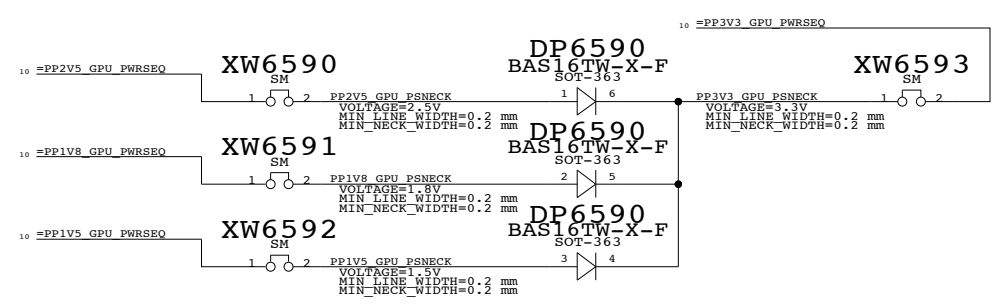 10 =PP3V3_GPU_PWRSEQ
10 =PP2V5_GPU_PWRSEQ
XW6590
SM
1 2
PP2V5_GPU_PSNECK
VOLTAGE=2.5V
MIN_LINE_WIDTH=0.2 mm
MIN_NECK_WIDTH=0.2 mm
DP6590
BAS16TW-X-F
SOT-363
1 6
PP3V3_GPU_PSNECK
VOLTAGE=3.3V
MIN_LINE_WIDTH=0.2 mm
MIN_NECK_WIDTH=0.2 mm
XW6593
SM
1 2
10 =PP1V8_GPU_PWRSEQ
XW6591
SM
1 2
PP1V8_GPU_PSNECK
VOLTAGE=1.8V
MIN_LINE_WIDTH=0.2 mm
MIN_NECK_WIDTH=0.2 mm
DP6590
BAS16TW-X-F
SOT-363
2 5
10 =PP1V5_GPU_PWRSEQ
XW6592
SM
1 2
PP1V5_GPU_PSNECK
VOLTAGE=1.5V
MIN_LINE_WIDTH=0.2 mm
MIN_NECK_WIDTH=0.2 mm
DP6590
BAS16TW-X-F
SOT-363
3 4